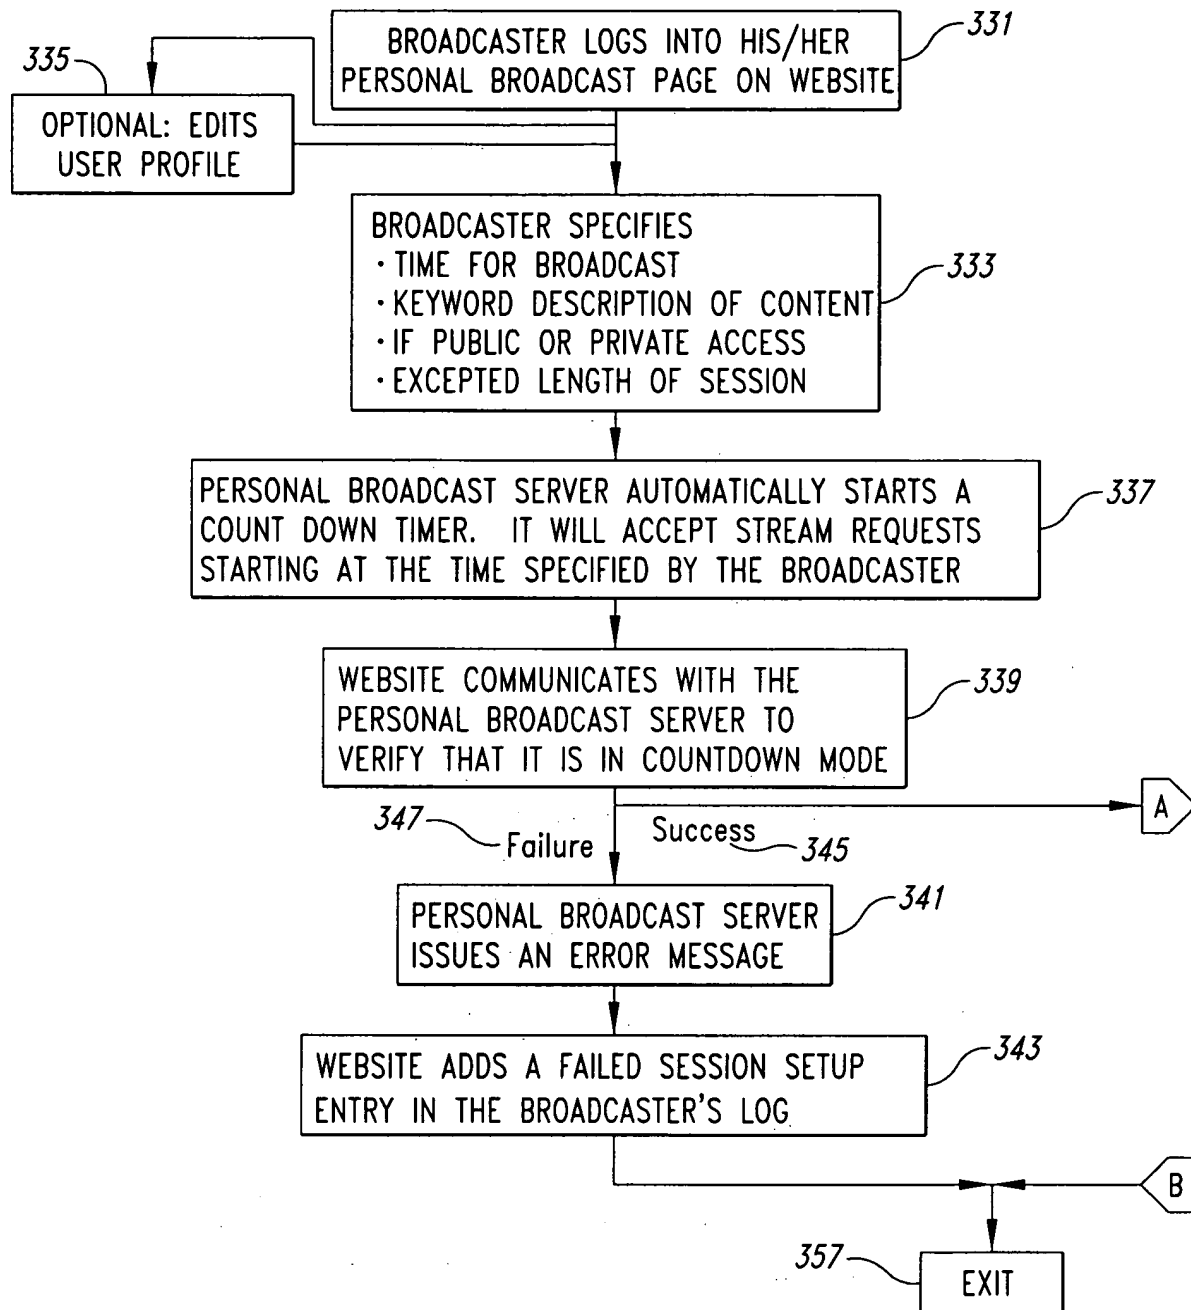 BROADCASTER LOGS INTO HIS/HER
PERSONAL BROADCAST PAGE ON WEBSITE
331
335
OPTIONAL: EDITS
USER PROFILE
BROADCASTER SPECIFIES
· TIME FOR BROADCAST
· KEYWORD DESCRIPTION OF CONTENT
· IF PUBLIC OR PRIVATE ACCESS
· EXCEPTED LENGTH OF SESSION
333
PERSONAL BROADCAST SERVER AUTOMATICALLY STARTS A
COUNT DOWN TIMER. IT WILL ACCEPT STREAM REQUESTS
STARTING AT THE TIME SPECIFIED BY THE BROADCASTER
337
WEBSITE COMMUNICATES WITH THE
PERSONAL BROADCAST SERVER TO
VERIFY THAT IT IS IN COUNTDOWN MODE
339
A
347
Failure
Success
345
PERSONAL BROADCAST SERVER
ISSUES AN ERROR MESSAGE
341
WEBSITE ADDS A FAILED SESSION SETUP
ENTRY IN THE BROADCASTER'S LOG
343
B
357
EXIT